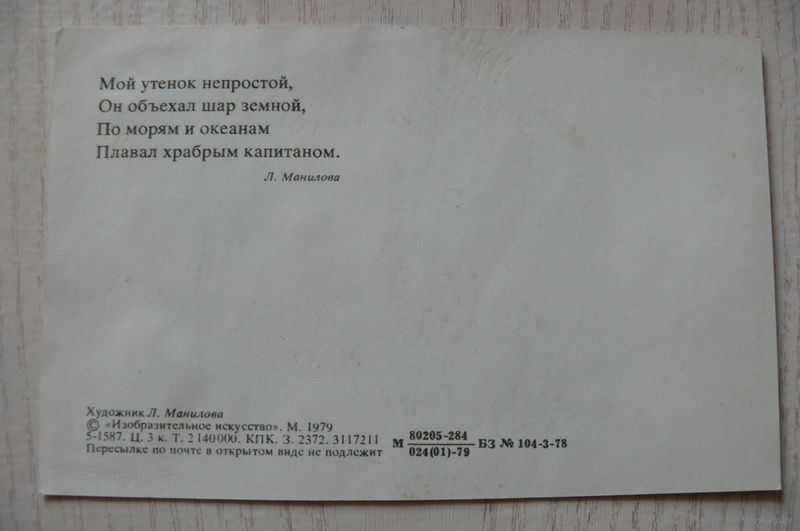 Мой утенок непростой,
Он объехал шар земной,
По морям и океанам
Плавал храбрым капитаном.
Л. Манилова
Художник Л. Манилова
© «Изобразительное искусство». М. 1979
5-1587. Ц. 3 к. Т. 2 140 000. КПК. З. 2372. 3117211
Пересылке по почте в открытом виде не подлежит
М 80205-284 / 024(01)-79 БЗ № 104-3-78